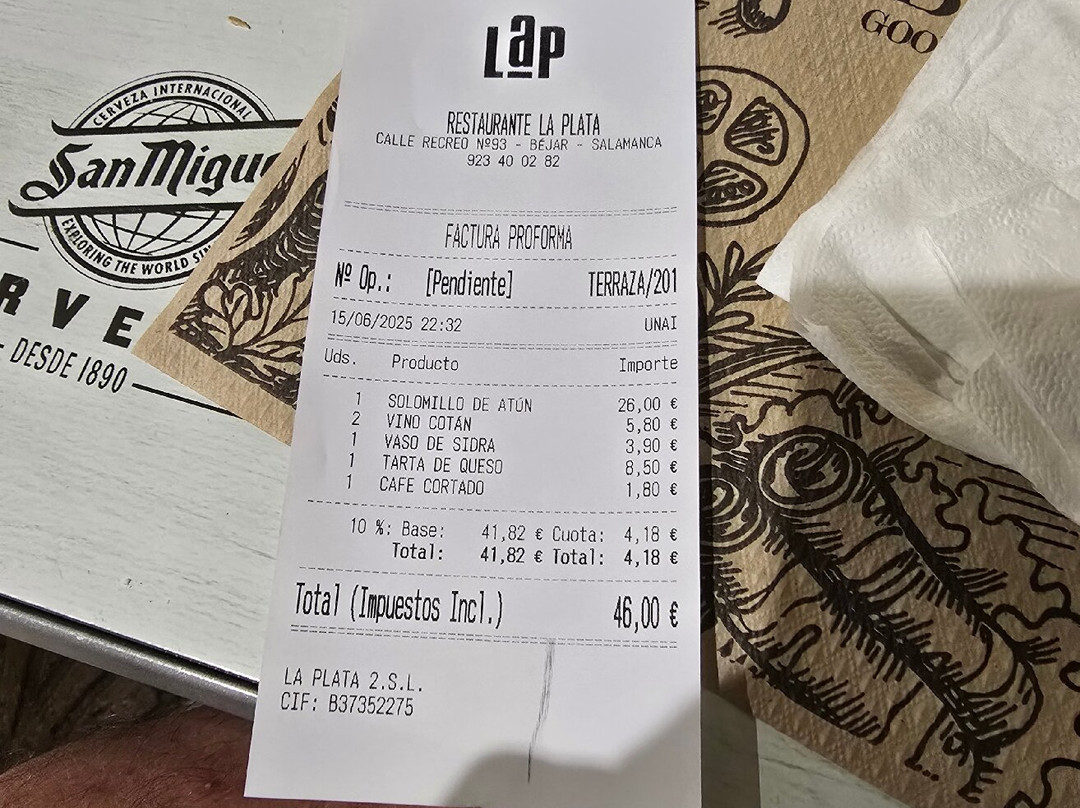 LaP
RESTAURANTE LA PLATA
CALLE RECREO Nº93 - BÉJAR - SALAMANCA
923 40 02 82
FACTURA PROFORMA
Nº Op.: [Pendiente] TERRAZA/201
15/06/2025 22:32 UNAI
Uds. Producto Importe
1 SOLOMILLO DE ATÚN 26,00 €
2 VINO COTÁN 5,80 €
1 VASO DE SIDRA 3,90 €
1 TARTA DE QUESO 8,50 €
1 CAFE CORTADO 1,80 €
10 %: Base: 41,82 € Cuota: 4,18 €
Total: 41,82 € Total: 4,18 €
Total (Impuestos Incl.) 46,00 €
LA PLATA 2.S.L.
CIF: B37352275
CERVEZA INTERNACIONAL
San Migu
EXPLORING THE WORLD SIN
RVE
- DESDE 1890 -
GOO